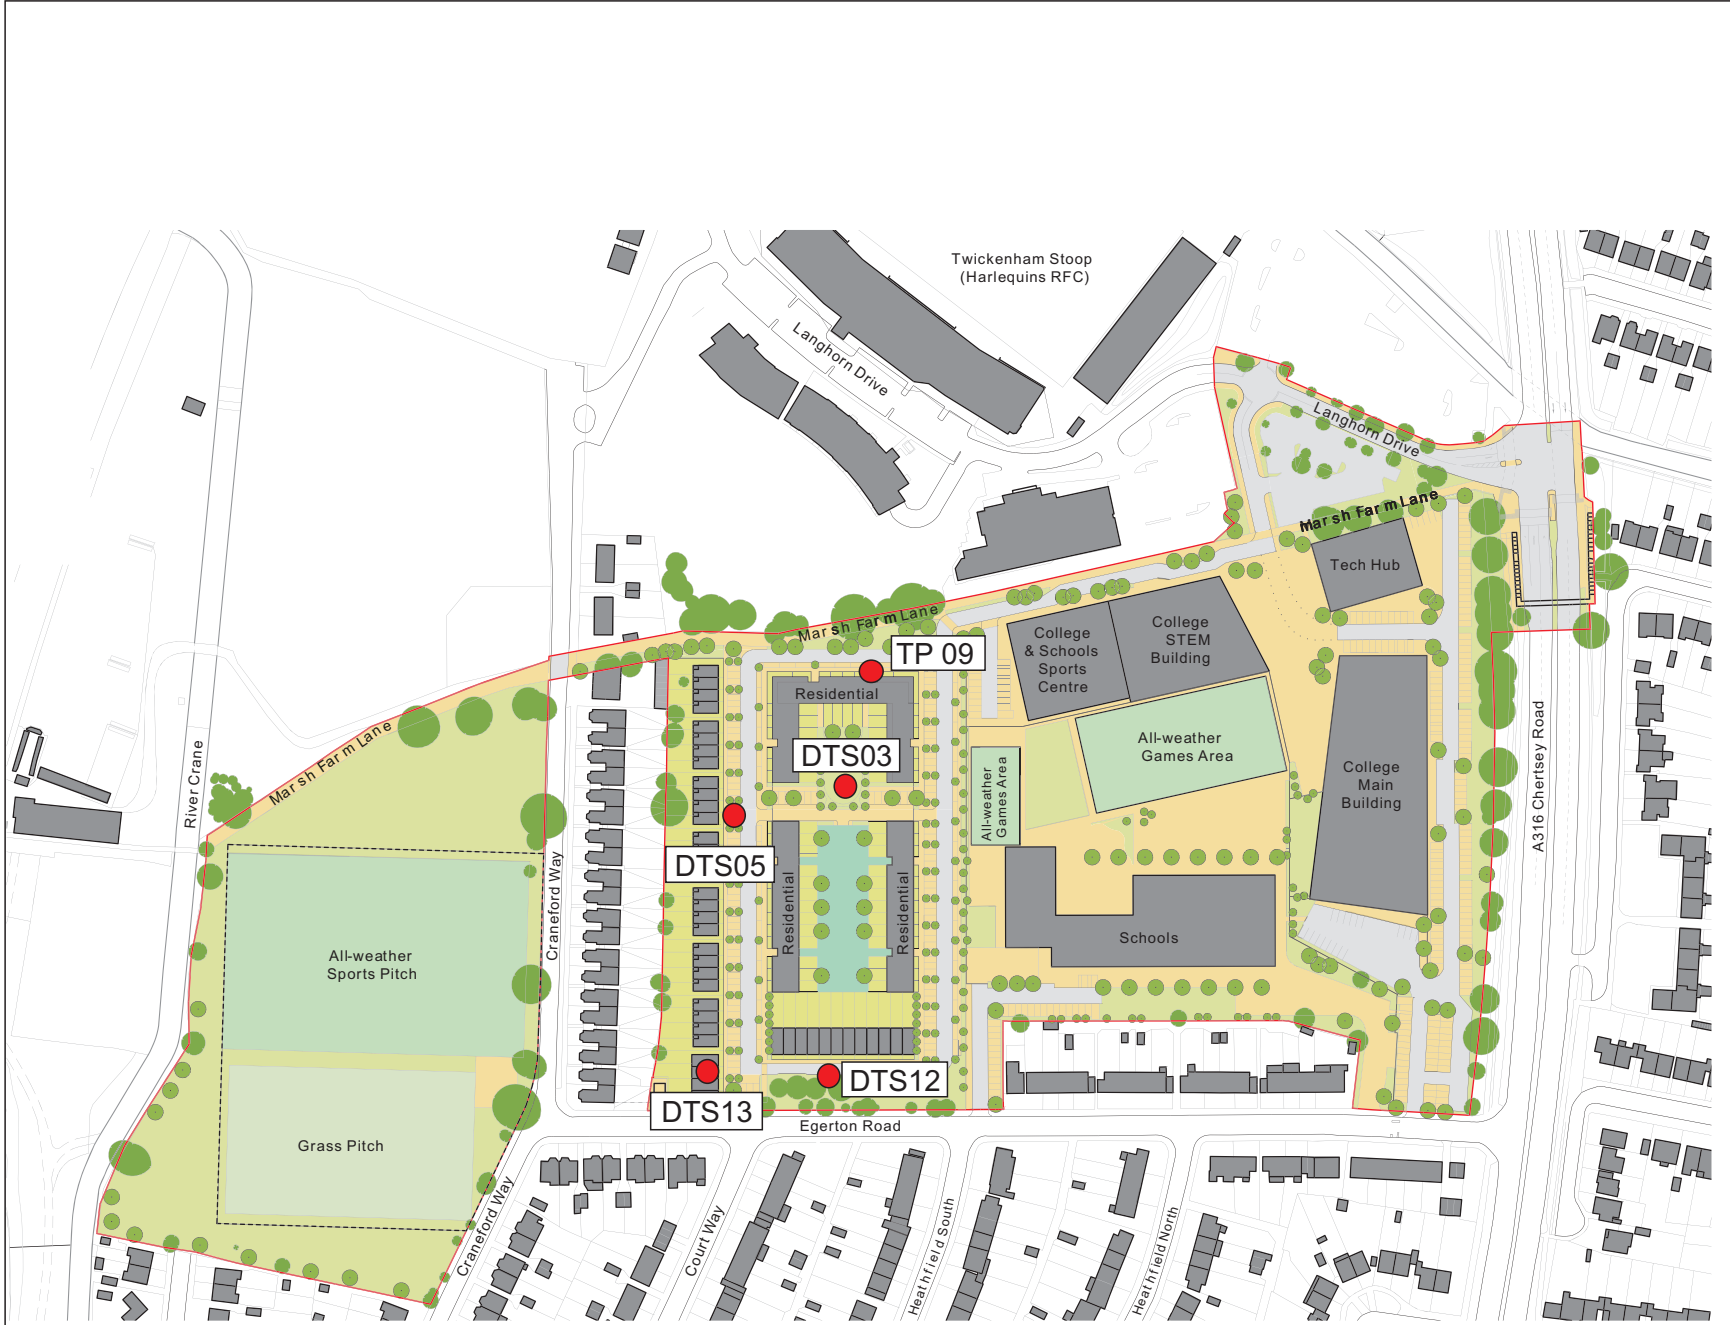 Twickenham Stoop
(Harlequins RFC)
Langhorn Drive
Langhorn Drive
Marsh Farm Lane
Tech Hub
Marsh Farm Lane
College
& Schools
Sports
Centre
College
STEM
Building
TP 09
Residential
All-weather
Games Area
DTS03
Marsh Farm Lane
River Crane
All-weather
Games Area
College
Main
Building
A316 Chertsey Road
DTS05
Craneford Way
Residential
Residential
Schools
All-weather
Sports Pitch
DTS12
DTS13
Egerton Road
Grass Pitch
Craneford Way
Court Way
Heathfield South
Heathfield North